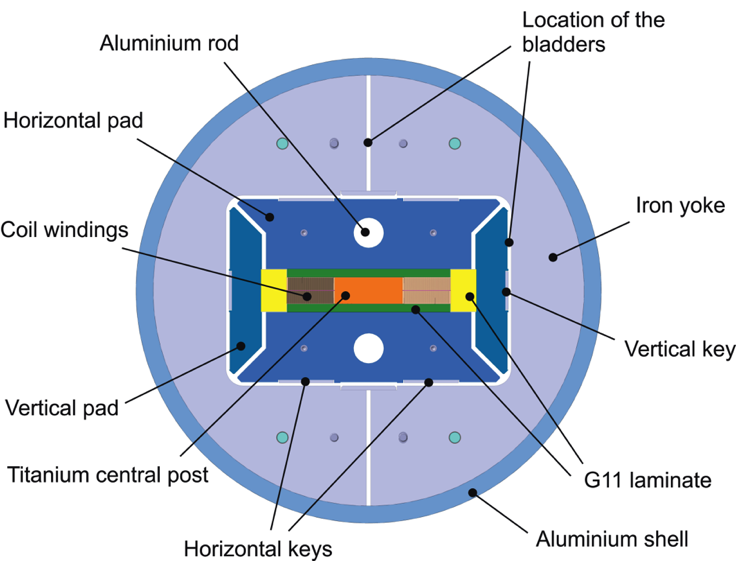 Location of the
bladders
Aluminium rod
Horizontal pad
Iron yoke
Coil windings
Vertical key
Vertical pad
Titanium central post
G11 laminate
Aluminium shell
Horizontal keys